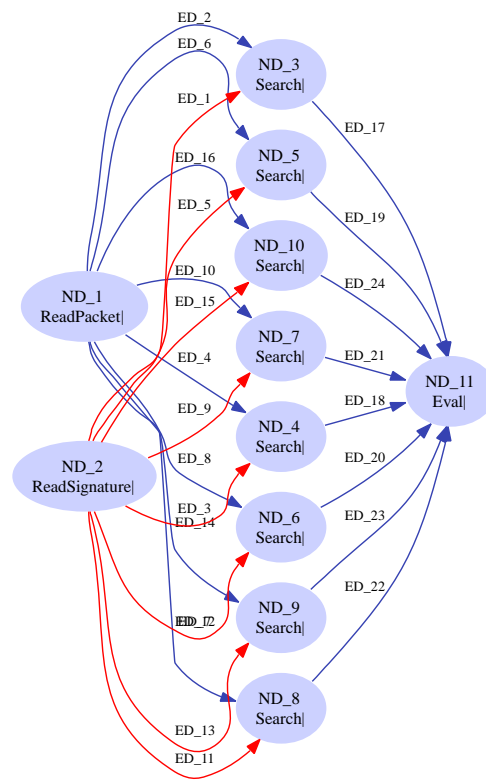 ED_2
ED_6
ND_3
Search|
ED_1
ED_17
ED_16
ND_5
Search|
ED_5
ED_19
ND_10
Search|
ED_10
ED_24
ND_1
ReadPacket|
ED_15
ND_7
Search|
ED_4
ED_21
ND_11
Eval|
ED_9
ED_18
ND_4
Search|
ND_2
ReadSignature|
ED_8
ED_20
ED_3
ED_14
ND_6
Search|
ED_23
ED_7
ED_12
ND_9
Search|
ED_22
ND_8
Search|
ED_13
ED_11